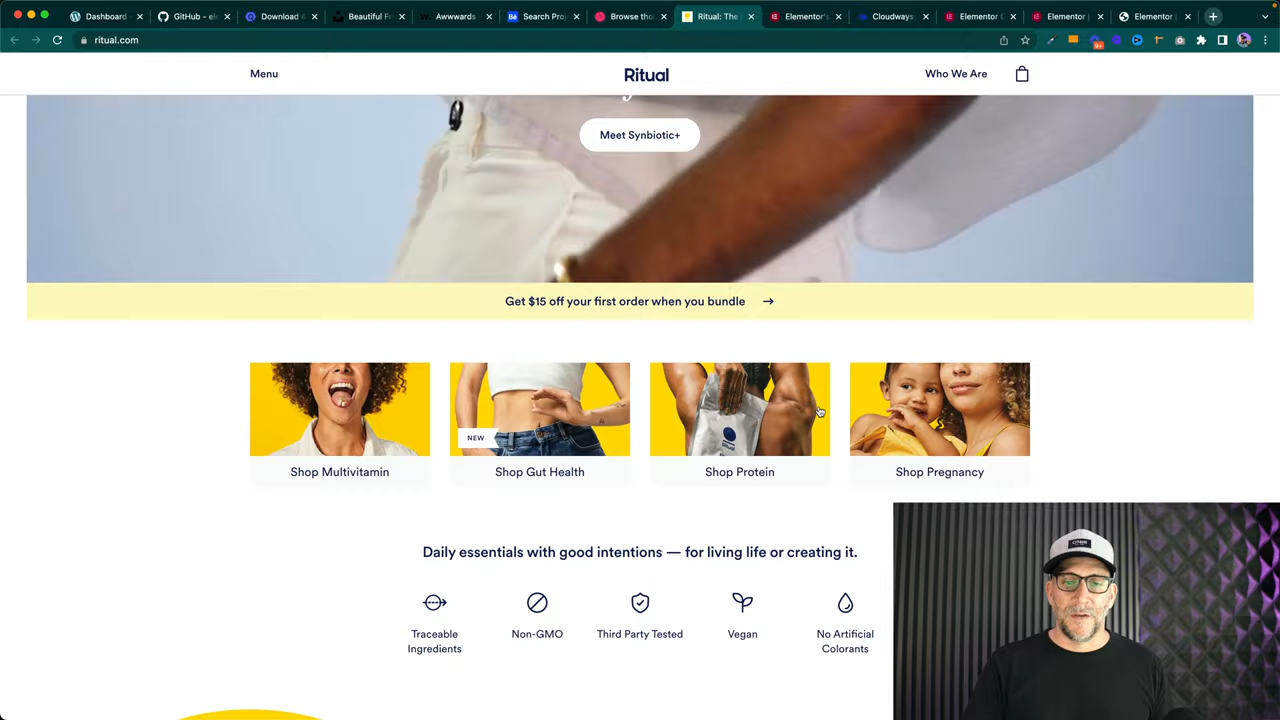 Dashboard
GitHub - ele
Download 4
Beautiful Fr
Awwwards
Search Proj
Browse tho
Ritual: The
Elementor's
Cloudways
Elementor C
Elementor
Elementor
ritual.com
Menu
Ritual
Who We Are
Meet Synbiotic+
Get $15 off your first order when you bundle →
NEW
Shop Multivitamin
Shop Gut Health
Shop Protein
Shop Pregnancy
Daily essentials with good intentions — for living life or creating it.
Traceable
Ingredients
Non-GMO
Third Party Tested
Vegan
No Artificial
Colorants